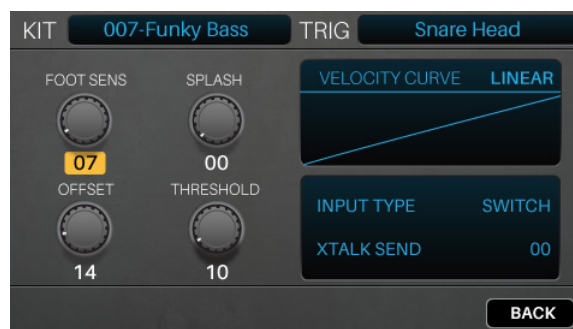 KIT 007-Funky Bass TRIG Snare Head
FOOT SENS SPLASH
07 00
OFFSET THRESHOLD
14 10
VELOCITY CURVE LINEAR
INPUT TYPE SWITCH
XTALK SEND 00
BACK